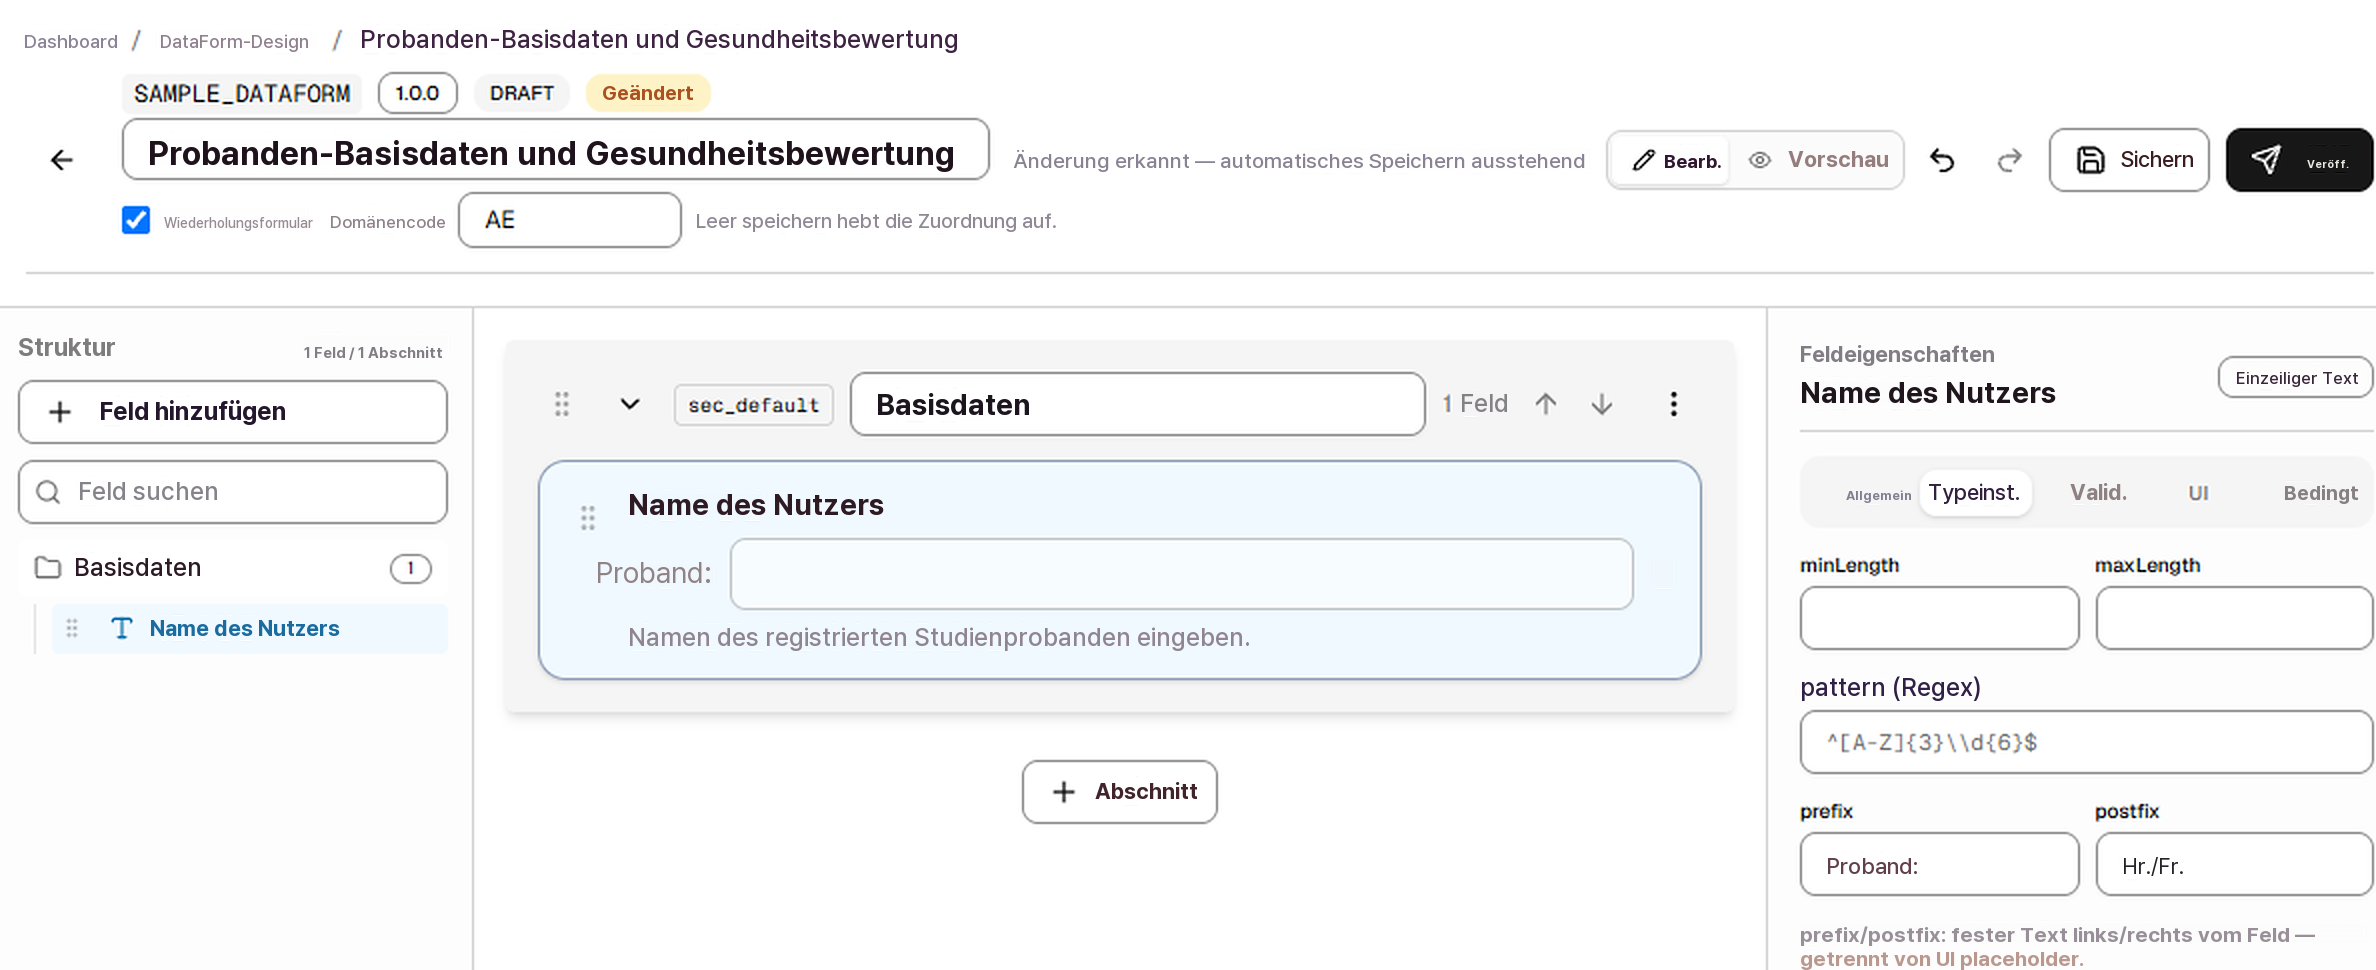 Dashboard / DataForm-Design / Probanden-Basisdaten und Gesundheitsbewertung
SAMPLE_DATAFORM 1.0.0 DRAFT Geändert
Probanden-Basisdaten und Gesundheitsbewertung
Änderung erkannt — automatisches Speichern ausstehend
Bearb. Vorschau Sichern Veröff.
Wiederholungsformular Domänencode AE Leer speichern hebt die Zuordnung auf.
Struktur 1 Feld / 1 Abschnitt
Feld hinzufügen
Feld suchen
Basisdaten 1
Name des Nutzers
sec_default Basisdaten 1 Feld
Name des Nutzers
Proband:
Namen des registrierten Studienprobanden eingeben.
Abschnitt
Feldeigenschaften
Name des Nutzers Einzeiliger Text
Allgemein Typeinst. Valid. UI Bedingt
minLength maxLength
pattern (Regex)
^[A-Z]{3}\\d{6}$
prefix postfix
Proband: Hr./Fr.
prefix/postfix: fester Text links/rechts vom Feld —
getrennt von UI placeholder.